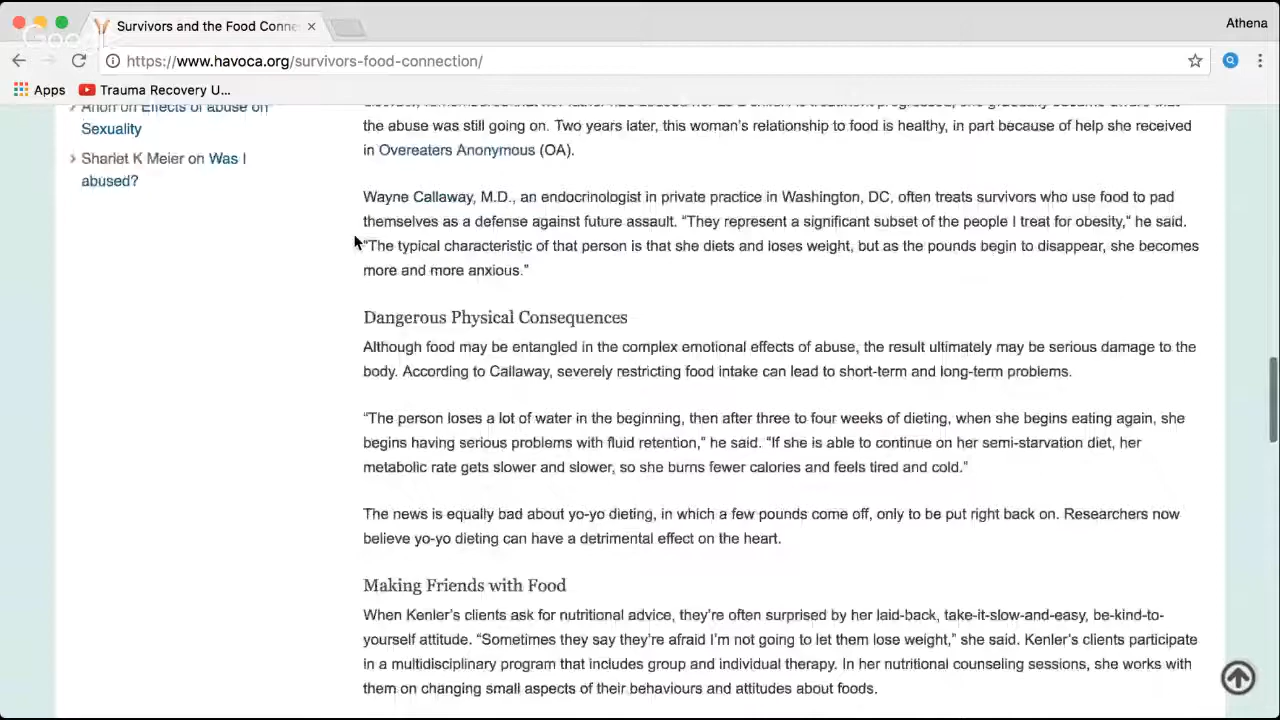 Survivors and the Food Conne
Athena
Google
https://www.havoca.org/survivors-food-connection/
Apps
Trauma Recovery U...
Anon on Effects of abuse on
Sexuality
Shariet K Meier on Was I
abused?
the abuse was still going on. Two years later, this woman's relationship to food is healthy, in part because of help she received
in Overeaters Anonymous (OA).
Wayne Callaway, M.D., an endocrinologist in private practice in Washington, DC, often treats survivors who use food to pad
themselves as a defense against future assault. “They represent a significant subset of the people I treat for obesity,“ he said.
“The typical characteristic of that person is that she diets and loses weight, but as the pounds begin to disappear, she becomes
more and more anxious.”
Dangerous Physical Consequences
Although food may be entangled in the complex emotional effects of abuse, the result ultimately may be serious damage to the
body. According to Callaway, severely restricting food intake can lead to short-term and long-term problems.
“The person loses a lot of water in the beginning, then after three to four weeks of dieting, when she begins eating again, she
begins having serious problems with fluid retention,” he said. “If she is able to continue on her semi-starvation diet, her
metabolic rate gets slower and slower, so she burns fewer calories and feels tired and cold.”
The news is equally bad about yo-yo dieting, in which a few pounds come off, only to be put right back on. Researchers now
believe yo-yo dieting can have a detrimental effect on the heart.
Making Friends with Food
When Kenler’s clients ask for nutritional advice, they’re often surprised by her laid-back, take-it-slow-and-easy, be-kind-to-
yourself attitude. “Sometimes they say they’re afraid I’m not going to let them lose weight,” she said. Kenler’s clients participate
in a multidisciplinary program that includes group and individual therapy. In her nutritional counseling sessions, she works with
them on changing small aspects of their behaviours and attitudes about foods.